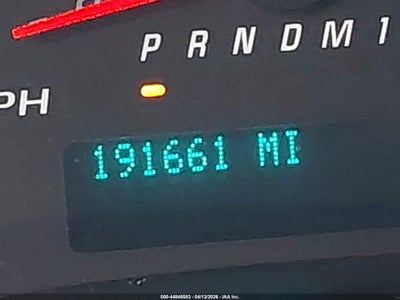 P R N D M 1
PH
191661 MI
000-44848583 - 04/13/2026 - IAA Inc.